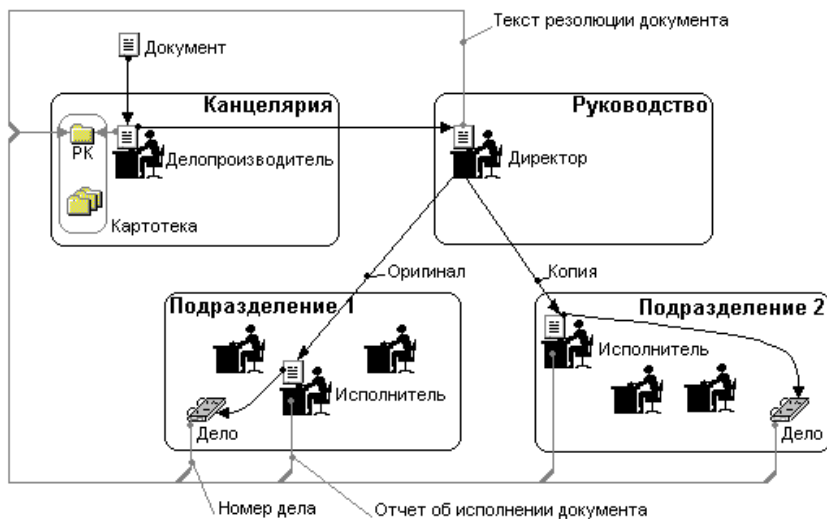 Текст резолюции документа
Документ
Канцелярия
Руководство
РК
Делопроизводитель
Директор
Картотека
Оригинал
Копия
Подразделение 1
Подразделение 2
Исполнитель
Исполнитель
Дело
Дело
Номер дела
Отчет об исполнении документа